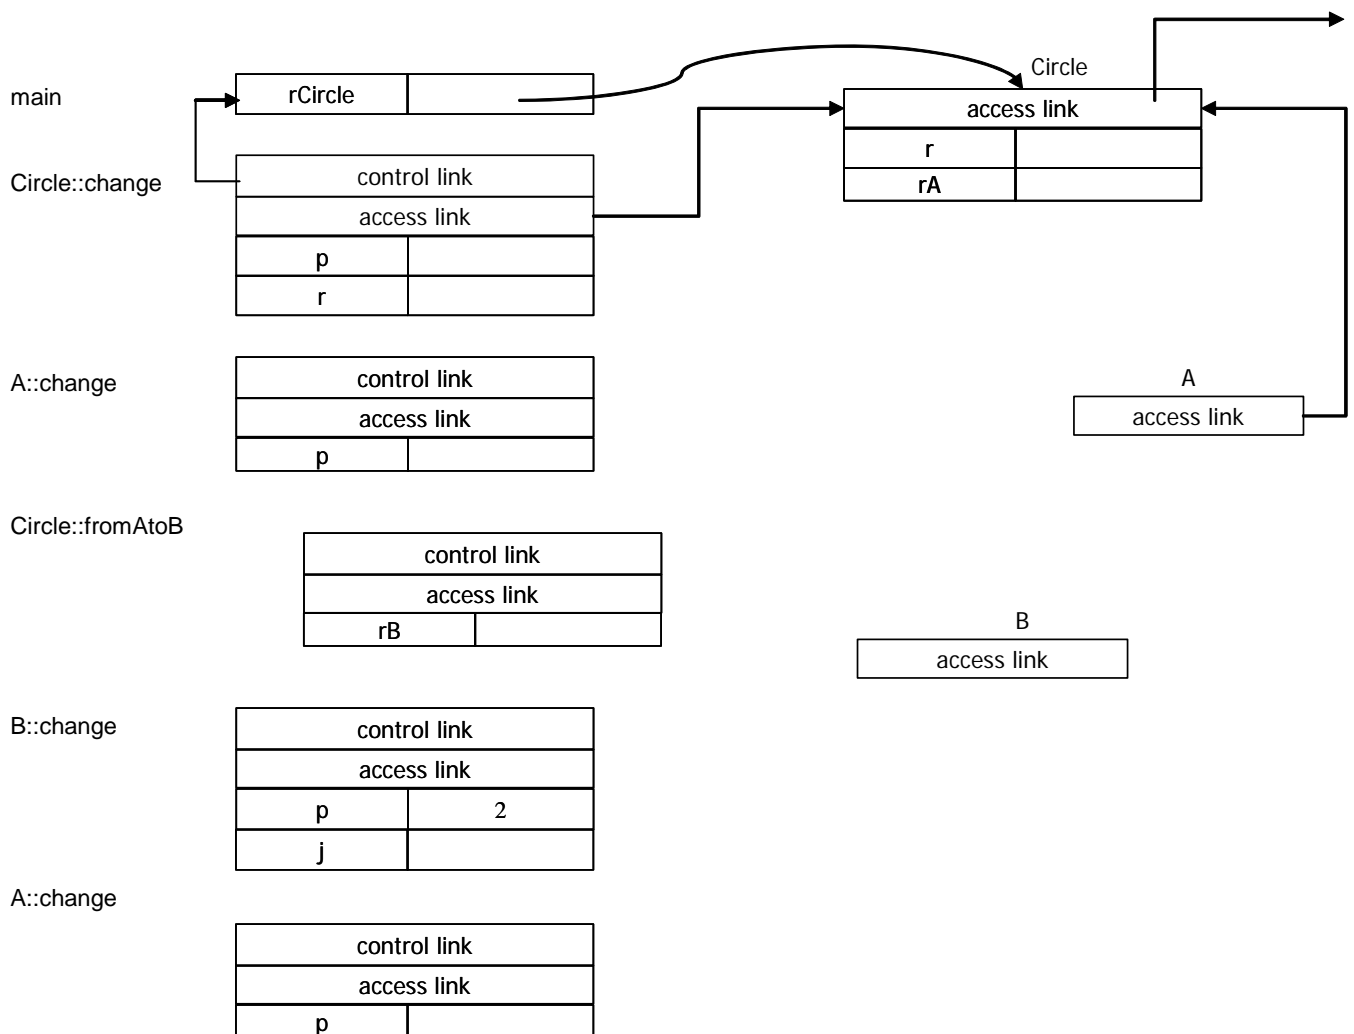 Circle
main
rCircle
access link
r
rA
Circle::change
control link
access link
p
r
A::change
control link
access link
p
A
access link
Circle::fromAtoB
control link
access link
rB
B
access link
B::change
control link
access link
p 2
j
A::change
control link
access link
p